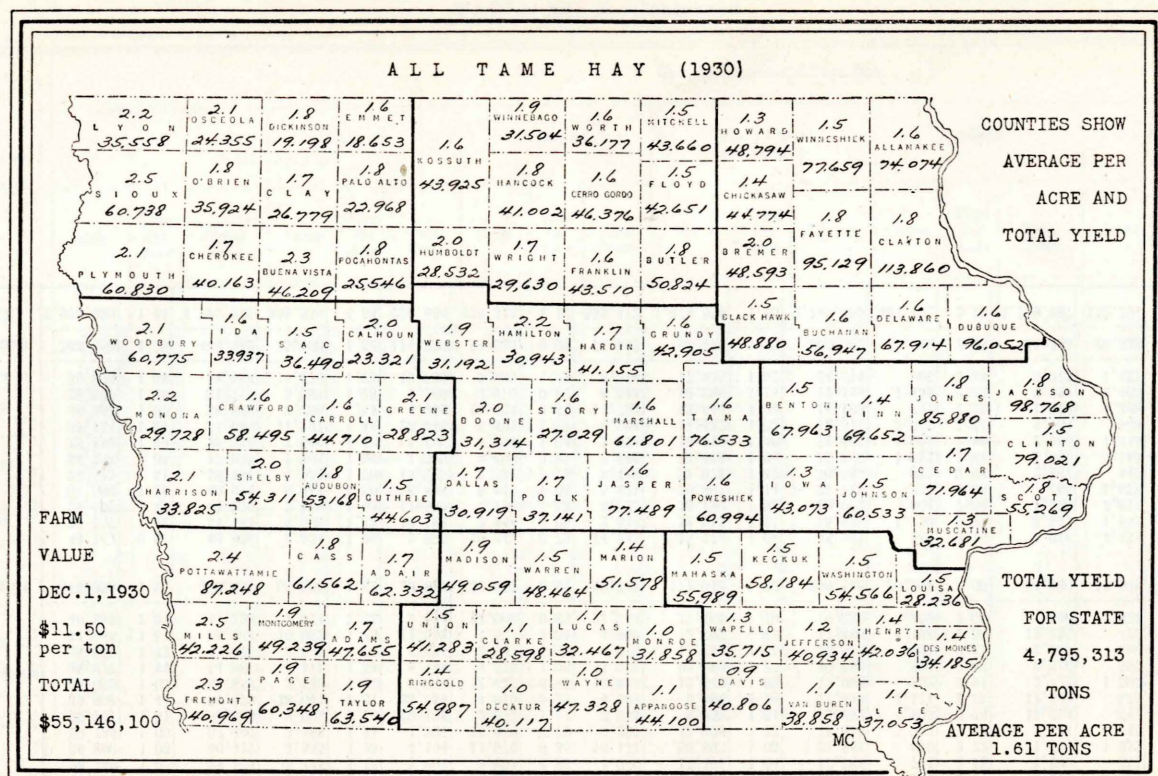 ALL TAME HAY (1930)
COUNTIES SHOW
AVERAGE PER
ACRE AND
TOTAL YIELD
2.2
LYON
35,558
2.1
OSCEOLA
24.355
1.8
DICKINSON
19.198
1.6
EMMET
18.653
1.6
KOSSUTH
43.925
1.9
WINNEBAGO
31.504
1.6
WORTH
36.177
1.5
MITCHELL
43.660
1.3
HOWARD
48.794
1.5
WINNESHIEK
77.659
1.6
ALLAMAKEE
74.074
2.5
SIOUX
60.738
1.8
O'BRIEN
35,924
1.7
CLAY
26.779
1.8
PALO ALTO
22.968
1.8
HANCOCK
41.002
1.6
CERRO GORDO
46.376
1.5
FLOYD
42.651
1.4
CHICKASAW
44.774
1.8
FAYETTE
95.129
1.8
CLAYTON
113.860
2.1
PLYMOUTH
60.830
1.7
CHEROKEE
40.163
2.3
BUENA VISTA
46.209
1.8
POCAHONTAS
25,546
2.0
HUMBOLDT
28.532
1.7
WRIGHT
29,630
1.6
FRANKLIN
43.510
1.8
BUTLER
50.824
2.0
BREMER
48.593
2.1
WOODBURY
60,775
1.6
IDA
33.937
1.5
SAC
36.490
2.0
CALHOUN
23.321
1.9
WEBSTER
31.192
2.2
HAMILTON
30.943
1.7
HARDIN
41.155
1.6
GRUNDY
42,905
1.5
BLACK HAWK
48.880
1.6
BUCHANAN
56,947
1.6
DELAWARE
67.914
1.6
DUBUQUE
96.052
2.2
MONONA
29.728
1.6
CRAWFORD
58.495
1.6
CARROLL
44.710
2.1
GREENE
28.823
2.0
BOONE
31,314
1.6
STORY
27.029
1.6
MARSHALL
61.801
1.6
TAMA
76.533
1.5
BENTON
67.963
1.4
LINN
69.652
1.8
JONES
85.880
1.8
JACKSON
98.768
1.5
CLINTON
79.021
2.1
HARRISON
33.825
2.0
SHELBY
54,311
1.8
AUDUBON
53.168
1.5
GUTHRIE
44.603
1.7
DALLAS
30.919
1.7
POLK
37.141
1.6
JASPER
77.489
1.6
POWESHIEK
60.994
1.3
IOWA
43.073
1.5
JOHNSON
60.533
1.7
CEDAR
71.964
1.8
SCOTT
55.269
1.3
MUSCATINE
32.681
FARM
VALUE
DEC.1,1930
$11.50
per ton
TOTAL
$55,146,100
2.4
POTTAWATTAMIE
87.248
1.8
CASS
61.562
1.7
ADAIR
62.332
1.9
MADISON
49.059
1.5
WARREN
48.464
1.4
MARION
51.578
1.5
MAHASKA
55,989
1.5
KEOKUK
58.184
1.5
WASHINGTON
54.566
1.5
LOUISA
28.236
2.5
MILLS
42.226
1.9
MONTGOMERY
49.239
1.7
ADAMS
47.655
1.5
UNION
41.283
1.1
CLARKE
28,598
1.1
LUCAS
32.467
1.0
MONROE
31.858
1.3
WAPELLO
35.715
1.2
JEFFERSON
40.934
1.4
HENRY
42.036
1.4
DES MOINES
34.185
2.3
FREMONT
40,969
1.9
PAGE
60,348
1.9
TAYLOR
63.540
1.4
RINGGOLD
54.987
1.0
DECATUR
40.117
1.0
WAYNE
47.328
1.1
APPANOOSE
44.100
0.9
DAVIS
40.806
1.1
VAN BUREN
38.858
1.1
LEE
37.053
TOTAL YIELD
FOR STATE
4,795,313
TONS
AVERAGE PER ACRE
1.61 TONS
MC